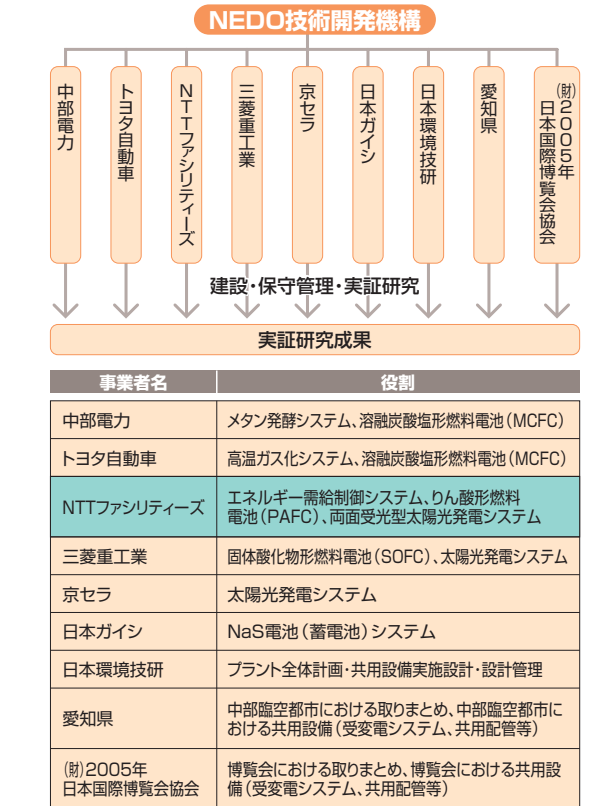 NEDO技術開発機構
中部電力
トヨタ自動車
NTTファシリティーズ
三菱重工業
京セラ
日本ガイシ
日本環境技研
愛知県
(財)2005年
日本国際博覧会協会
建設・保守管理・実証研究
実証研究成果
事業者名 役割
中部電力 メタン発酵システム、溶融炭酸塩形燃料電池(MCFC)
トヨタ自動車 高温ガス化システム、溶融炭酸塩形燃料電池(MCFC)
NTTファシリティーズ エネルギー需給制御システム、りん酸形燃料
電池(PAFC)、両面受光型太陽光発電システム
三菱重工業 固体酸化物形燃料電池(SOFC)、太陽光発電システム
京セラ 太陽光発電システム
日本ガイシ NaS電池(蓄電池)システム
日本環境技研 プラント全体計画・共用設備実施設計・設計管理
愛知県 中部臨空都市における取りまとめ、中部臨空都市に
おける共用設備(受変電システム、共用配管等)
(財)2005年
日本国際博覧会協会
博覧会における取りまとめ、博覧会における共用設
備(受変電システム、共用配管等)